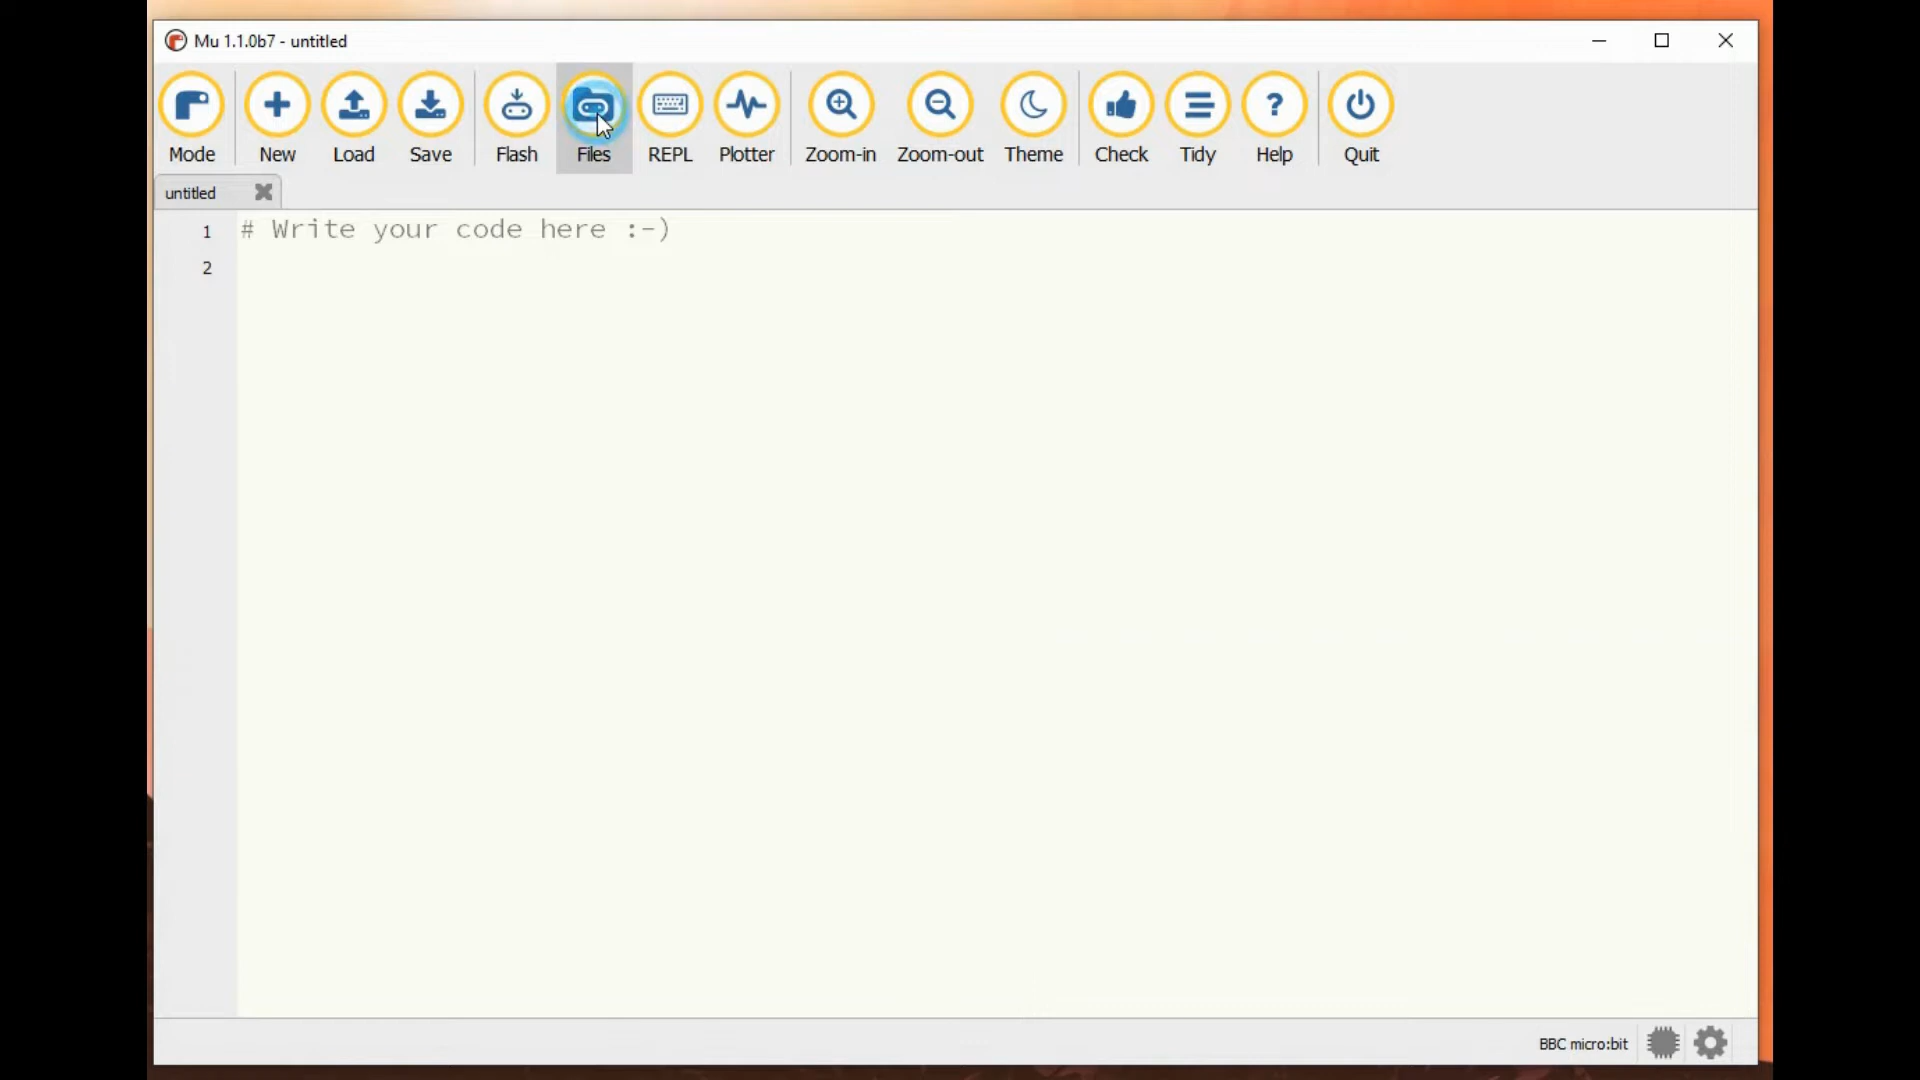 Mu 1.1.0b7 - untitled
Mode New Load Save Flash Files REPL Plotter Zoom-in Zoom-out Theme Check Tidy Help Quit
untitled
1 # Write your code here :-)
2
BBC micro:bit